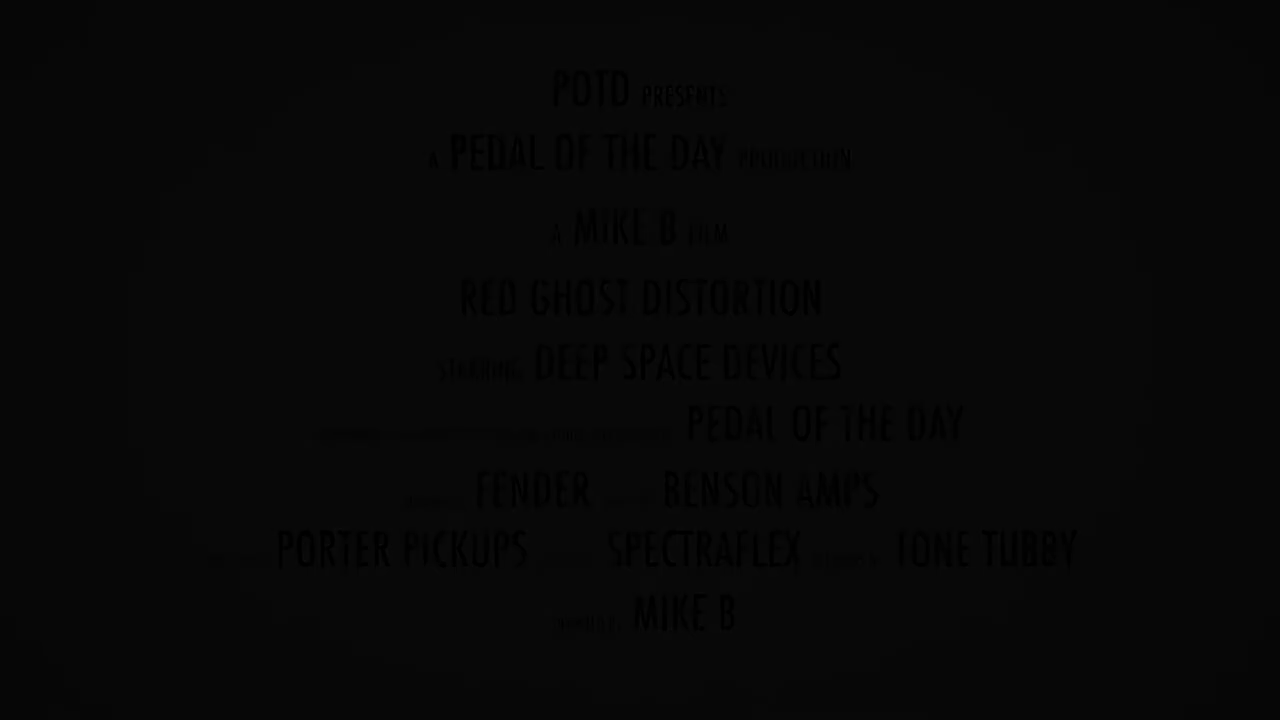 POTD PRESENTS
A PEDAL OF THE DAY PRODUCTION
A MIKE B FILM
RED GHOST DISTORTION
STARRING DEEP SPACE DEVICES
PEDAL OF THE DAY
FENDER BENSON AMPS
PORTER PICKUPS SPECTRAFLEX TONE TUBBY
MIKE B